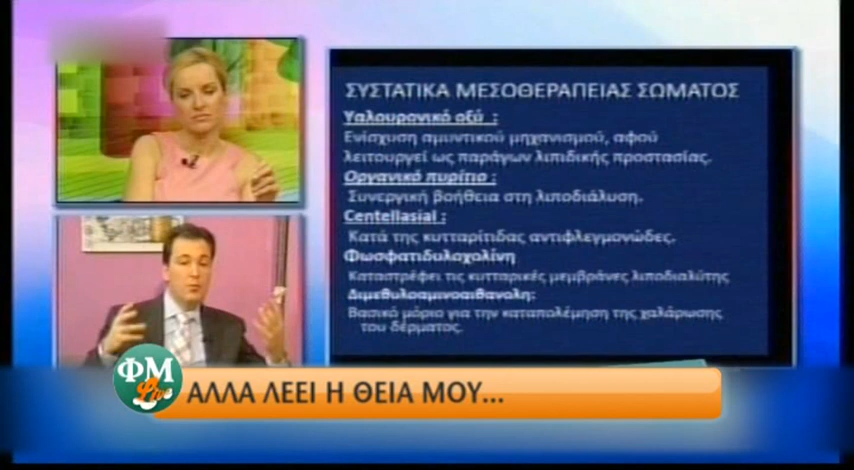 ΣΥΣΤΑΤΙΚΑ ΜΕΣΟΘΕΡΑΠΕΙΑΣ ΣΩΜΑΤΟΣ
Υαλουρονικό οξύ :
Ενίσχυση αμυντικού μηχανισμού, αφού
λειτουργεί ως παράγων λιπιδικής προστασίας.
Οργανικό πυρίτιο :
Συνεργική βοήθεια στη λιποδιάλυση.
Centellasial :
Κατά της κυτταρίτιδας αντιφλεγμονώδες.
Φωσφατιδυλοχολίνη
Καταστρέφει τις κυτταρικές μεμβράνες λιποδιαλύτης
Διμεθυλοαμινοαιθανολη:
Βασικό μόριο για την καταπολέμηση της χαλάρωσης
του δέρματος.
ΦΜ
Live
ΑΛΛΑ ΛΕΕΙ Η ΘΕΙΑ ΜΟΥ...